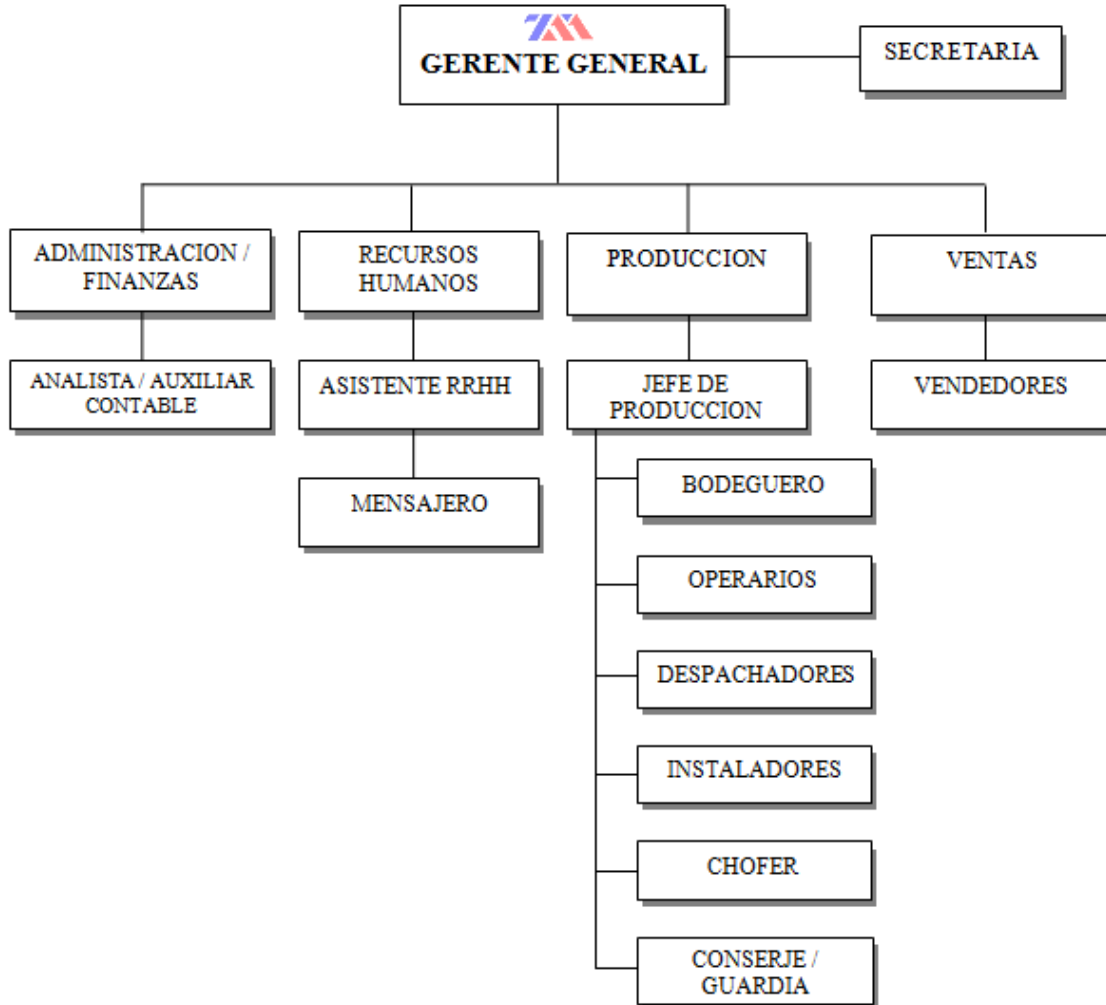 GERENTE GENERAL
SECRETARIA
ADMINISTRACION /
FINANZAS
RECURSOS
HUMANOS
PRODUCCION
VENTAS
ANALISTA / AUXILIAR
CONTABLE
ASISTENTE RRHH
JEFE DE
PRODUCCION
VENDEDORES
MENSAJERO
BODEGUERO
OPERARIOS
DESPACHADORES
INSTALADORES
CHOFER
CONSERJE /
GUARDIA